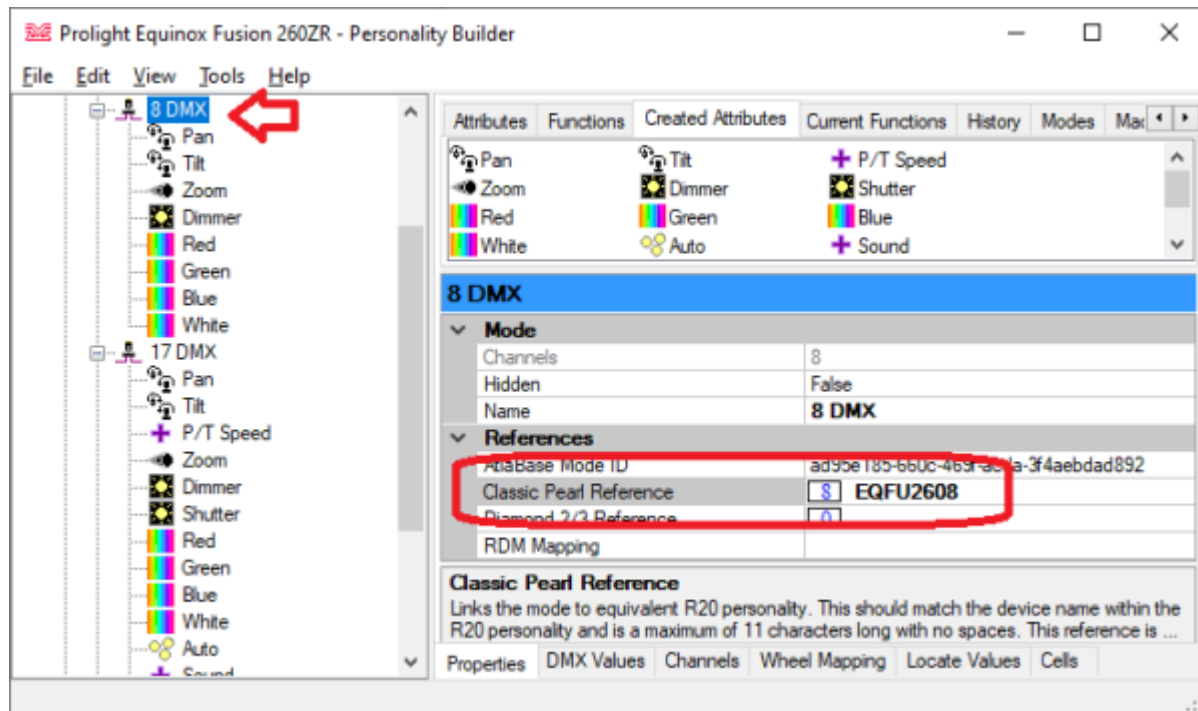 Prolight Equinox Fusion 260ZR - Personality Builder
File Edit View Tools Help
8 DMX
Pan
Tilt
Zoom
Dimmer
Red
Green
Blue
White
17 DMX
Pan
Tilt
P/T Speed
Zoom
Dimmer
Shutter
Red
Green
Blue
White
Auto
Sound
Attributes Functions Created Attributes Current Functions History Modes
Pan Tilt P/T Speed
Zoom Dimmer Shutter
Red Green Blue
White Auto Sound
8 DMX
Mode
Channels 8
Hidden False
Name 8 DMX
References
AtlaBase Mode ID
Classic Pearl Reference 8 EQFU2608
Diamond 2/3 Reference 0
RDM Mapping
Classic Pearl Reference
Links the mode to equivalent R20 personality. This should match the device name within the
R20 personality and is a maximum of 11 characters long with no spaces. This reference is ...
Properties DMX Values Channels Wheel Mapping Locate Values Cells